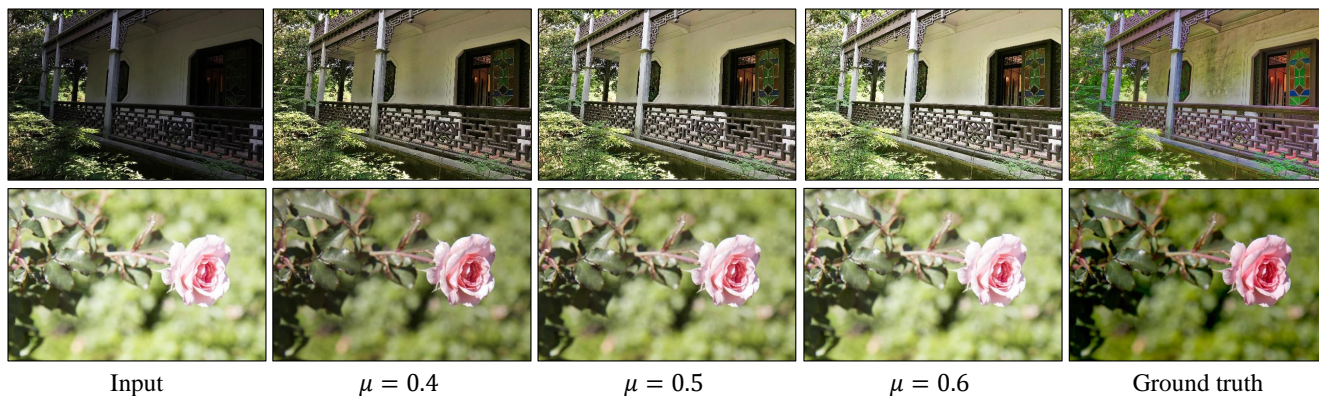 Input
𝜇 = 0.4
𝜇 = 0.5
𝜇 = 0.6
Ground truth